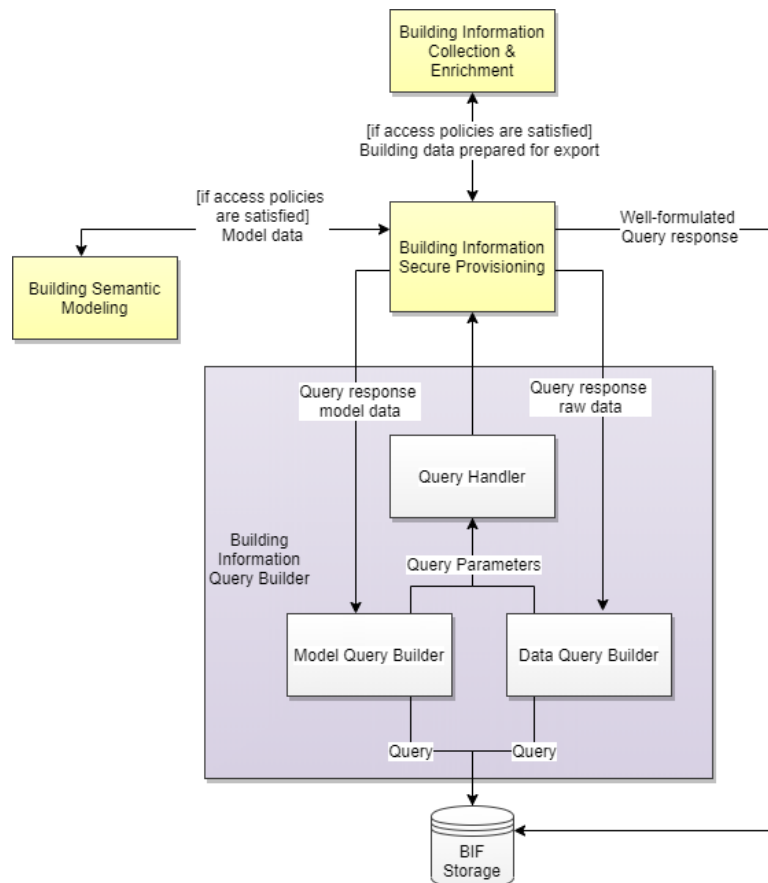 Building Information
Collection &
Enrichment
[if access policies are satisfied]
Building data prepared for export
[if access policies
are satisfied]
Model data
Well-formulated
Query response
Building Information
Secure Provisioning
Building Semantic
Modeling
Query response
model data
Query response
raw data
Query Handler
Building
Information
Query Builder
Query Parameters
Model Query Builder
Data Query Builder
Query
Query
BIF
Storage